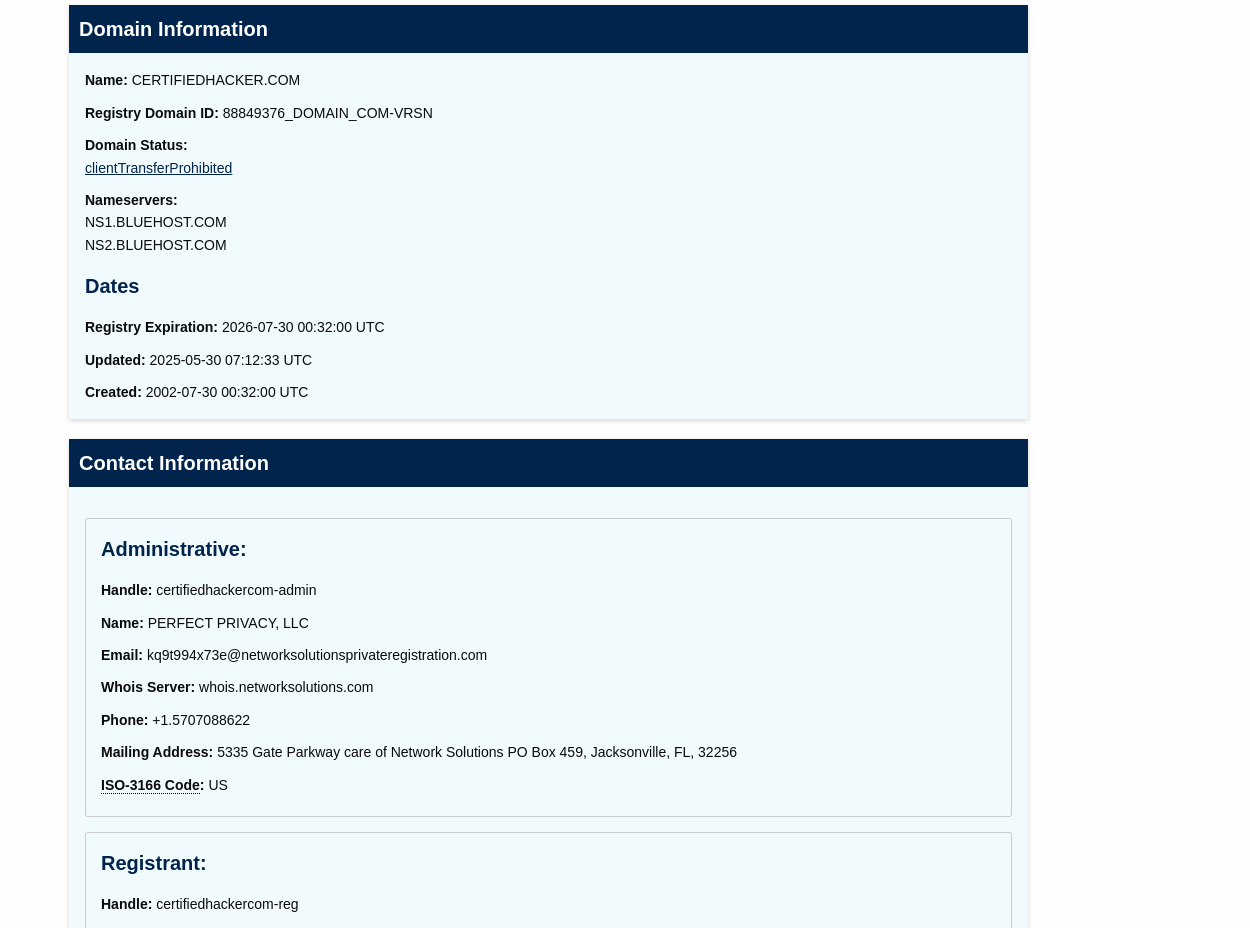 Domain Information
Name: CERTIFIEDHACKER.COM
Registry Domain ID: 88849376_DOMAIN_COM-VRSN
Domain Status:
clientTransferProhibited
Nameservers:
NS1.BLUEHOST.COM
NS2.BLUEHOST.COM
Dates
Registry Expiration: 2026-07-30 00:32:00 UTC
Updated: 2025-05-30 07:12:33 UTC
Created: 2002-07-30 00:32:00 UTC
Contact Information
Administrative:
Handle: certifiedhackercom-admin
Name: PERFECT PRIVACY, LLC
Email: kq9t994x73e@networksolutionsprivateregistration.com
Whois Server: whois.networksolutions.com
Phone: +1.5707088622
Mailing Address: 5335 Gate Parkway care of Network Solutions PO Box 459, Jacksonville, FL, 32256
ISO-3166 Code: US
Registrant:
Handle: certifiedhackercom-reg